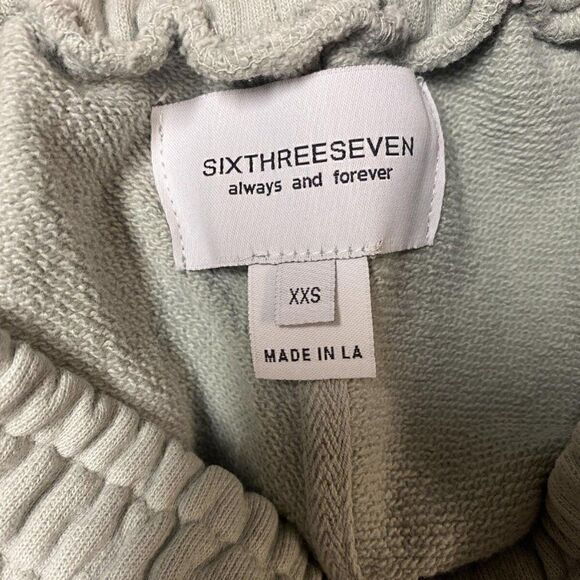 SIXTHREESEVEN
always and forever
XXS
MADE IN LA